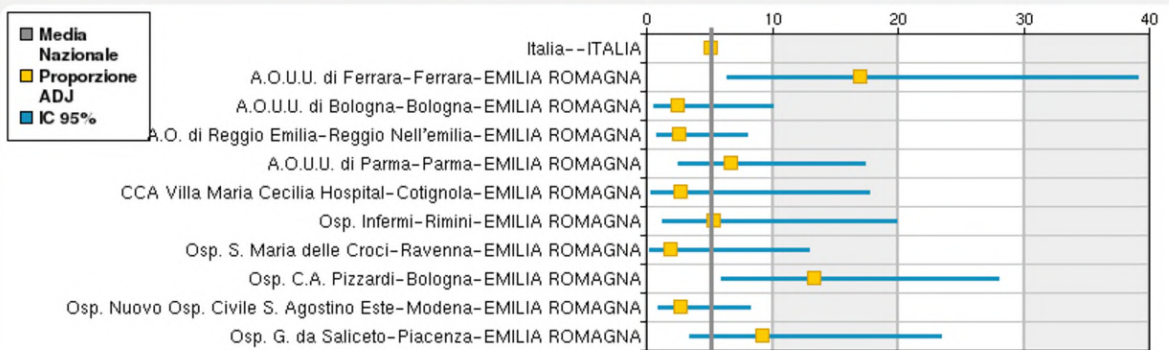 0 10 20 30 40
Media
Nazionale
Proporzione
ADJ
IC 95%
Italia--ITALIA
A.O.U.U. di Ferrara-Ferrara-EMILIA ROMAGNA
A.O.U.U. di Bologna-Bologna-EMILIA ROMAGNA
A.O. di Reggio Emilia-Reggio Nell'emilia-EMILIA ROMAGNA
A.O.U.U. di Parma-Parma-EMILIA ROMAGNA
CCA Villa Maria Cecilia Hospital-Cotignola-EMILIA ROMAGNA
Osp. Infermi-Rimini-EMILIA ROMAGNA
Osp. S. Maria delle Croci-Ravenna-EMILIA ROMAGNA
Osp. C.A. Pizzardi-Bologna-EMILIA ROMAGNA
Osp. Nuovo Osp. Civile S. Agostino Este-Modena-EMILIA ROMAGNA
Osp. G. da Saliceto-Piacenza-EMILIA ROMAGNA